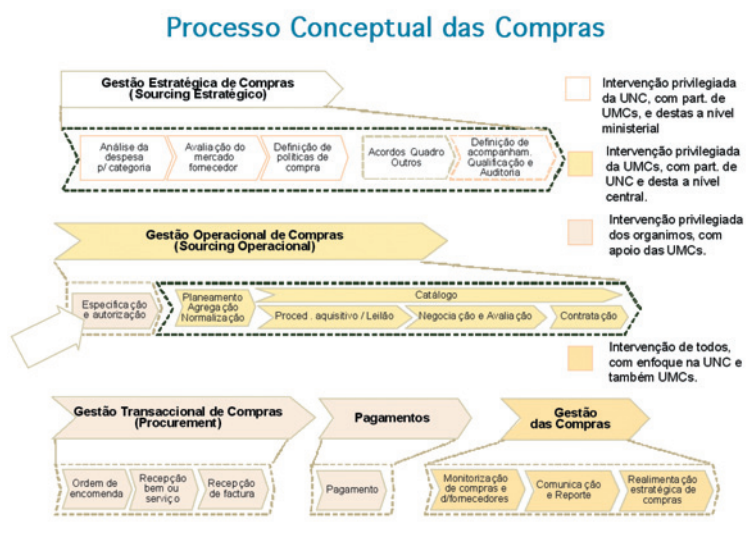 Processo Conceptual das Compras
Gestão Estratégica de Compras
(Sourcing Estratégico)
Análise da
despesa
p/ categoria
Avaliação do
mercado
fornecedor
Definição de
políticas de
compra
Acordos Quadro
Outros
Definição de
acompanham.
Qualificação e
Auditoria
Intervenção privilegiada
da UNC, com part. de
UMCs, e destas a nível
ministerial
Intervenção privilegiada
da UMCs, com part. de
UNC e desta a nível
central.
Intervenção privilegiada
dos organimos, com
apoio das UMCs.
Gestão Operacional de Compras
(Sourcing Operacional)
Especificação
e autorização
Planeamento
Agregação
Normalização
Catálogo
Proced. aquisitivo / Leilão
Negociação e Avaliação
Contratação
Intervenção de todos,
com enfoque na UNC e
também UMCs.
Gestão Transaccional de Compras
(Procurement)
Pagamentos
Gestão
das Compras
Ordem de
encomenda
Recepção
bem ou
serviço
Recepção
de factura
Pagamento
Monitorização
de compras e
d/fornecedores
Comunicação
e Reporte
Realimentação
estratégica de
compras